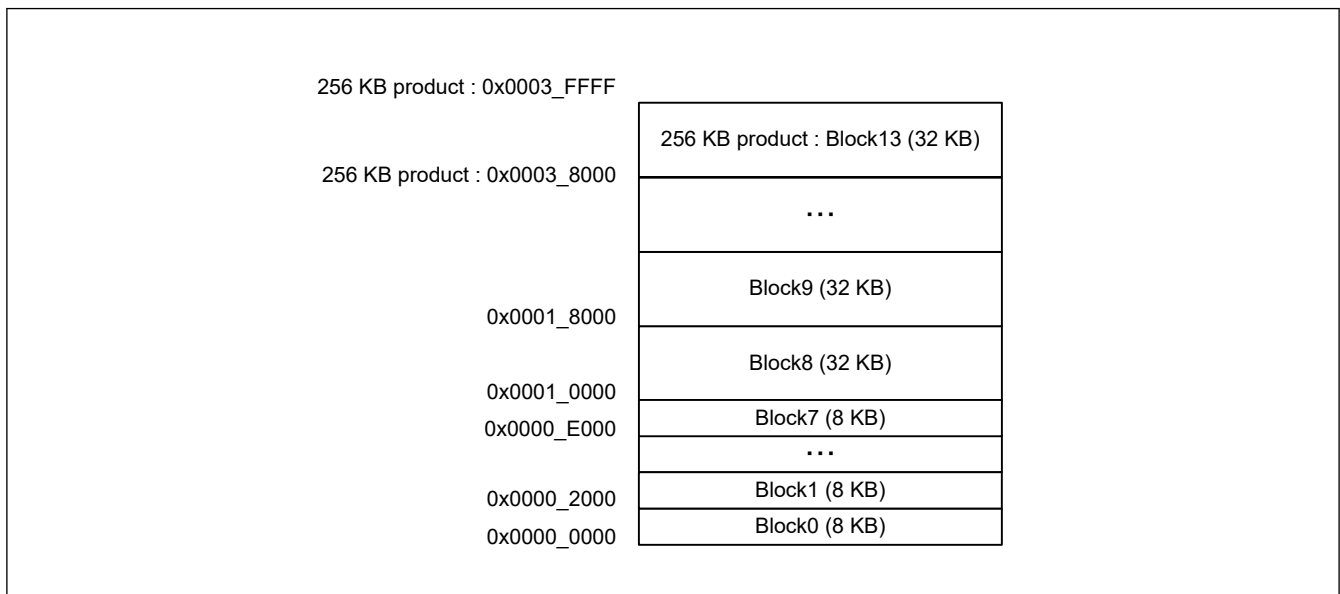 256 KB product : 0x0003_FFFF
256 KB product : Block13 (32 KB)
256 KB product : 0x0003_8000
...
Block9 (32 KB)
0x0001_8000
Block8 (32 KB)
0x0001_0000
Block7 (8 KB)
0x0000_E000
...
Block1 (8 KB)
0x0000_2000
Block0 (8 KB)
0x0000_0000